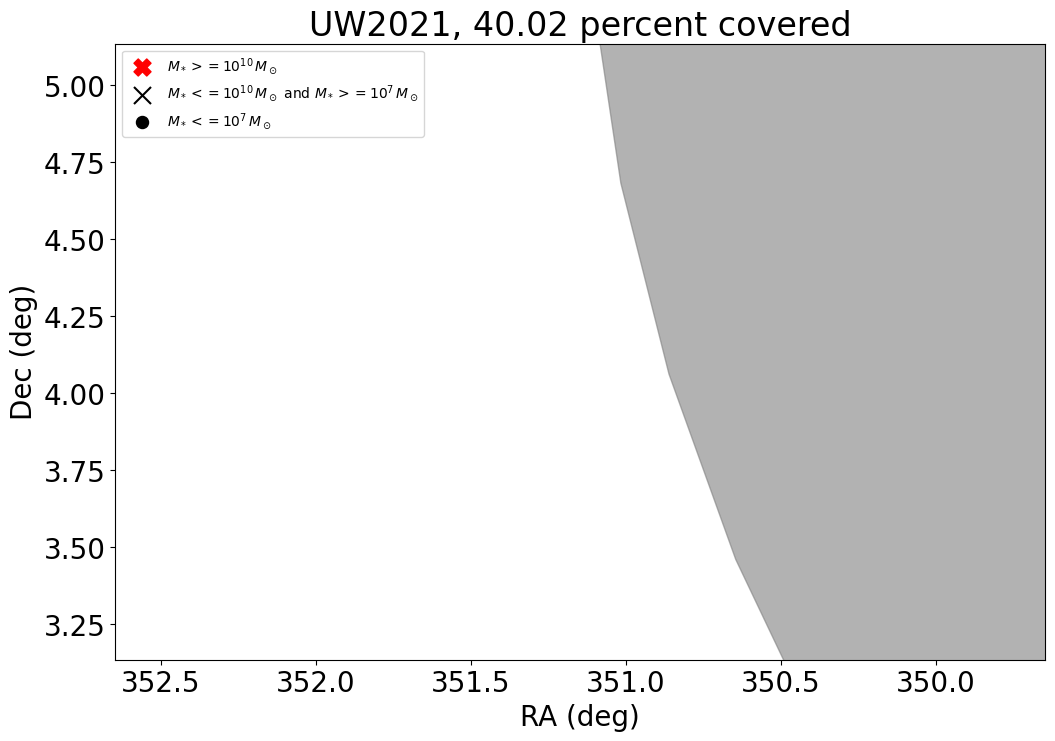 UW2021, 40.02 percent covered
M* >= 10^10 M⊙
M* <= 10^10 M⊙ and M* >= 10^7 M⊙
M* <= 10^7 M⊙
5.00
4.75
4.50
4.25
4.00
3.75
3.50
3.25
Dec (deg)
352.5 352.0 351.5 351.0 350.5 350.0
RA (deg)